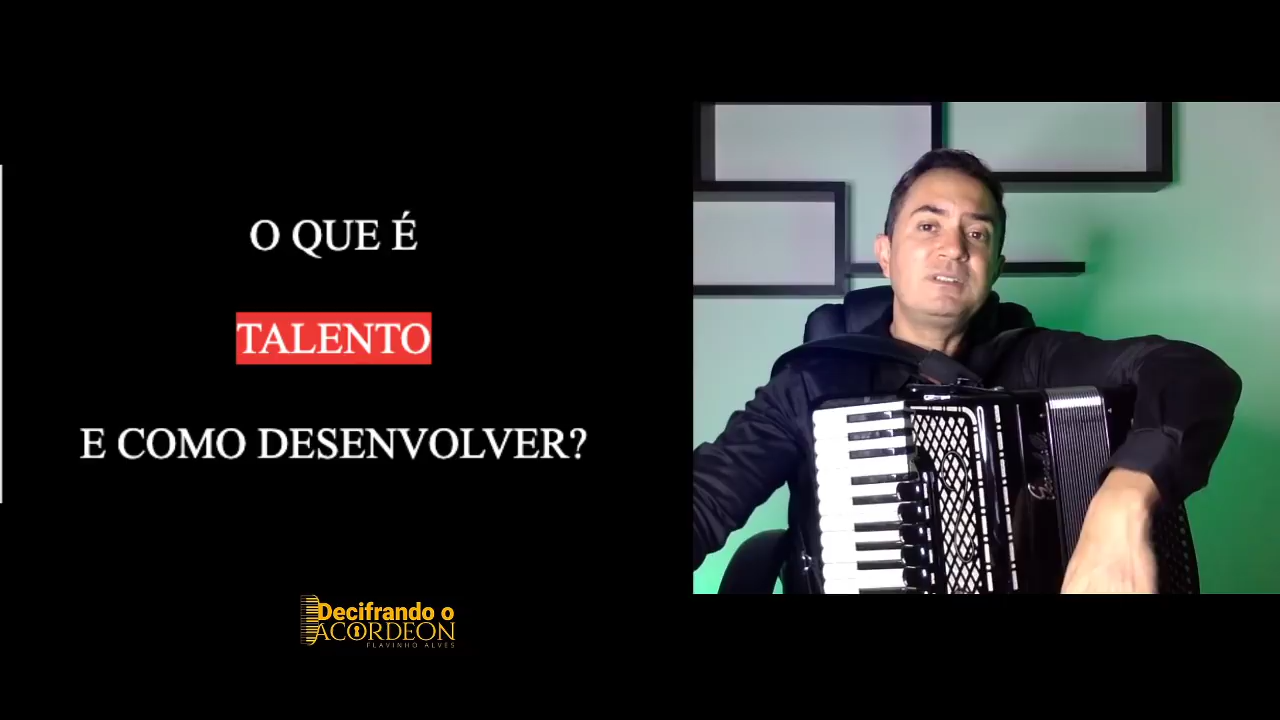 O QUE É
TALENTO
E COMO DESENVOLVER?
Decifrando o
ACORDEON
FLAVINHO ALVES